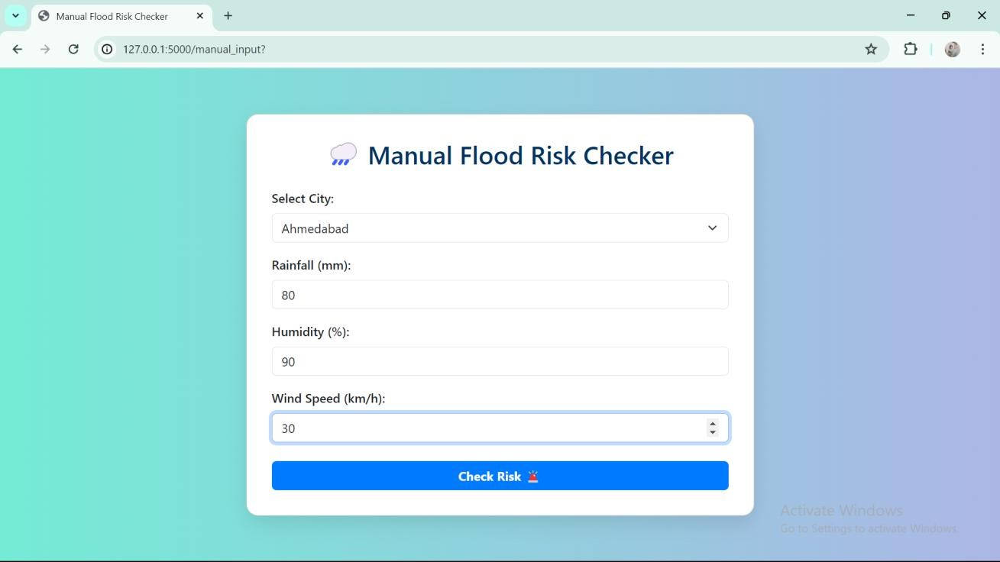 Manual Flood Risk Checker
127.0.0.1:5000/manual_input?
Manual Flood Risk Checker
Select City:
Ahmedabad
Rainfall (mm):
80
Humidity (%):
90
Wind Speed (km/h):
30
Check Risk
Activate Windows
Go to Settings to activate Windows.